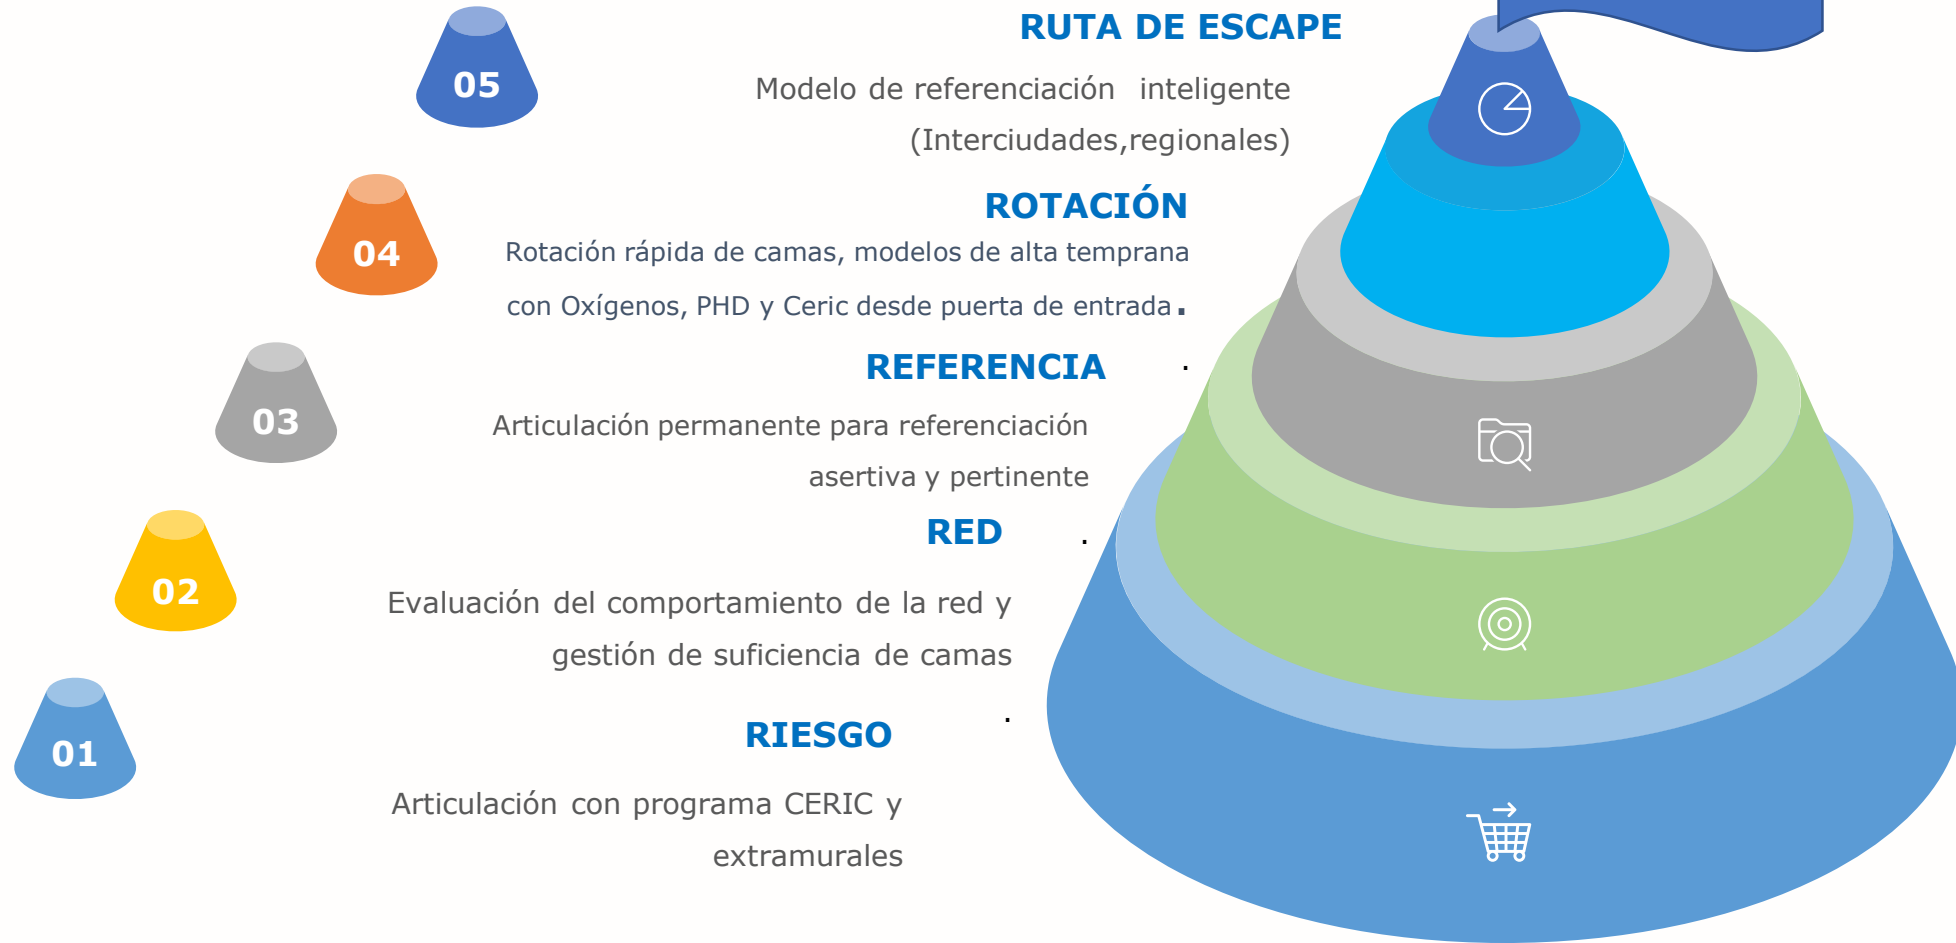 05
RUTA DE ESCAPE
Modelo de referenciación inteligente
(Interciudades,regionales)
04
ROTACIÓN
Rotación rápida de camas, modelos de alta temprana
con Oxígenos, PHD y Ceric desde puerta de entrada.
03
REFERENCIA
.
Articulación permanente para referenciación
asertiva y pertinente
02
RED
.
Evaluación del comportamiento de la red y
gestión de suficiencia de camas
01
RIESGO
.
Articulación con programa CERIC y
extramurales